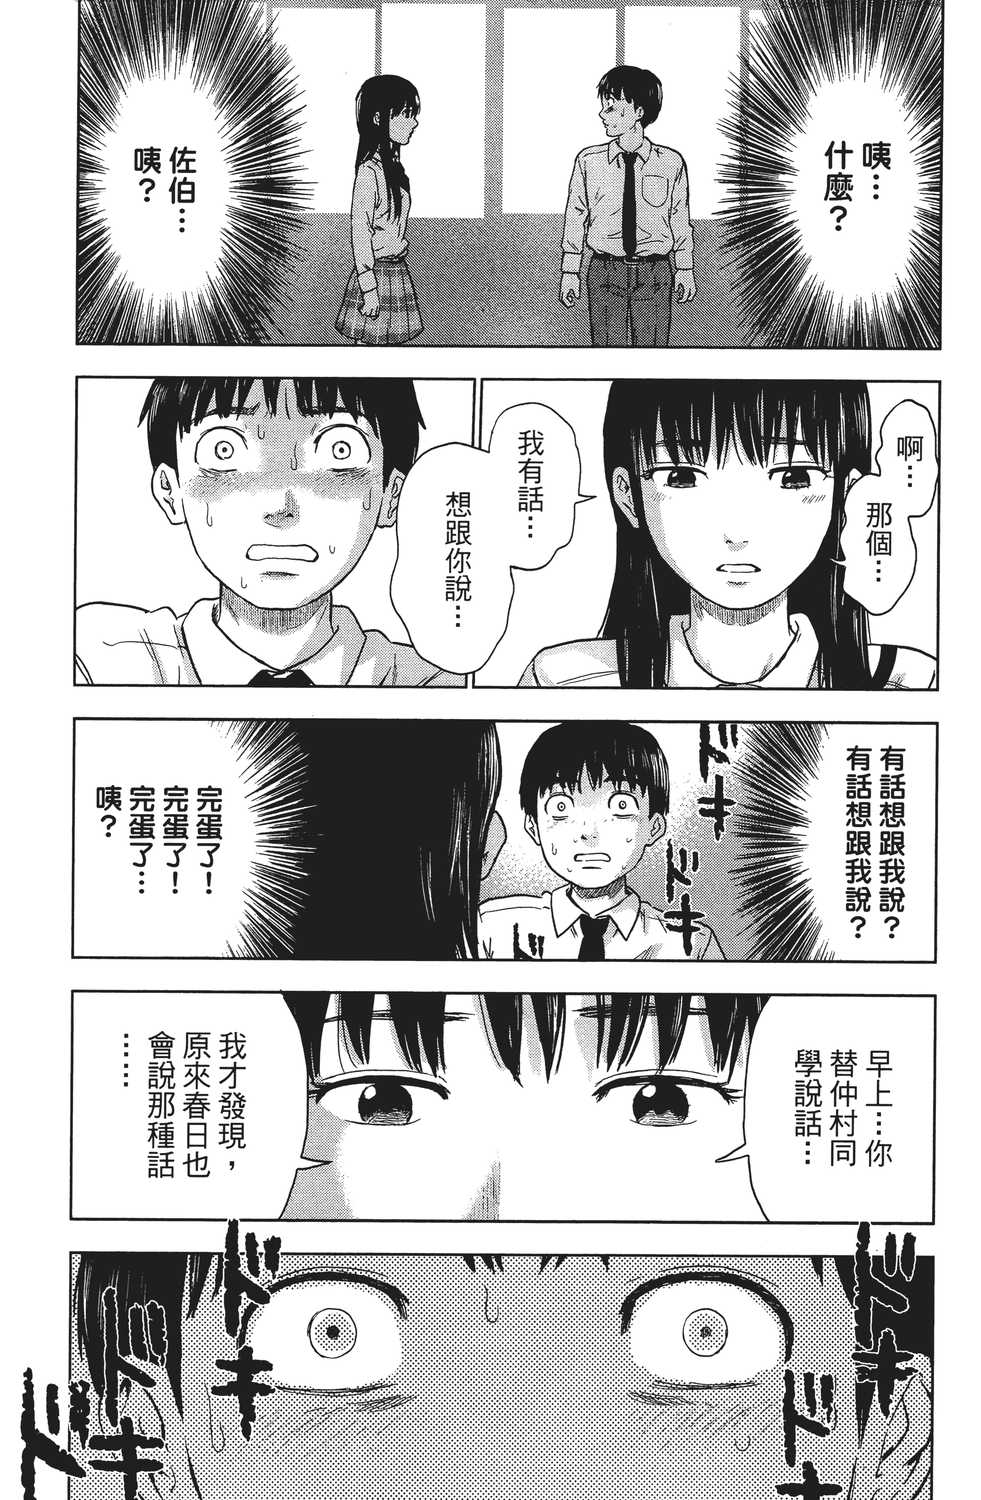 咦⋯
什麼？
佐伯⋯
咦？
啊⋯
那個⋯
我有話⋯
想跟你說⋯
有話想跟我說？
有話想跟我說？
ドドキ
ド
完蛋了！
完蛋了！
完蛋了⋯
咦？
早上⋯你
替仲村同
學說話⋯
我才發現，
原來春日也
會說那種話
⋯⋯
ドキ
ドキ
ドキ
ドド